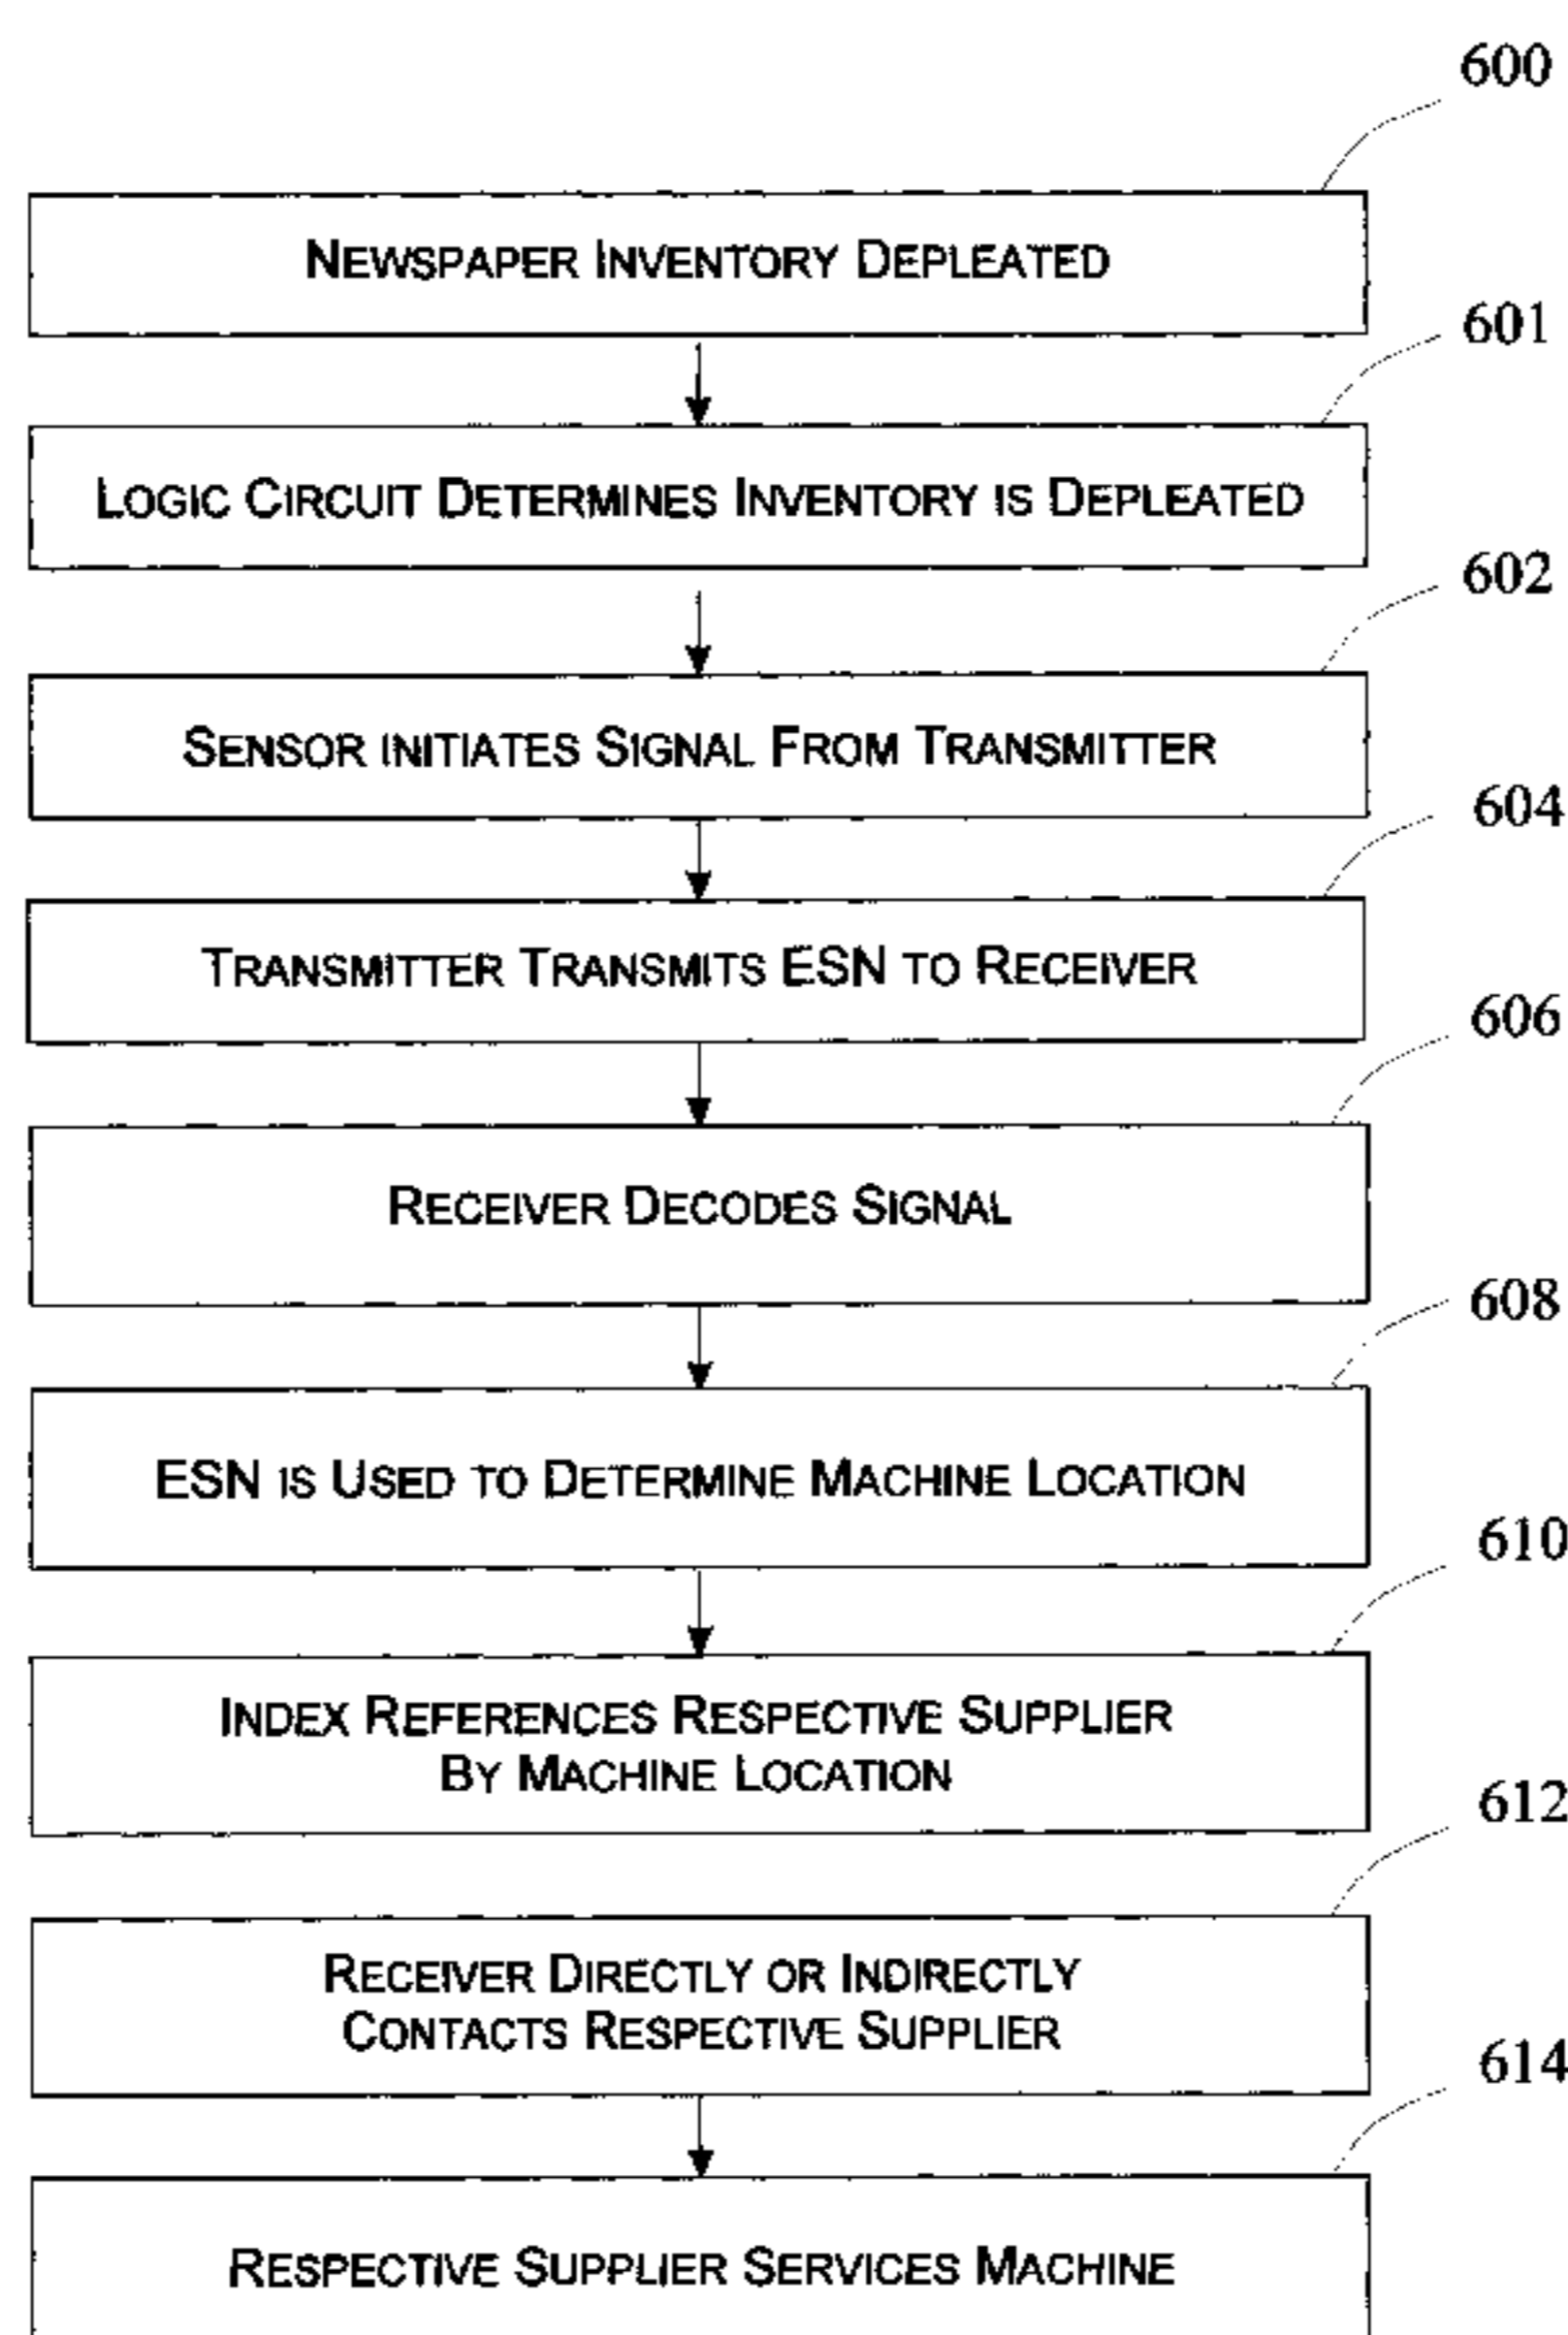 600
NEWSPAPER INVENTORY DEPLEATED
601
LOGIC CIRCUIT DETERMINES INVENTORY IS DEPLEATED
602
SENSOR INITIATES SIGNAL FROM TRANSMITTER
604
TRANSMITTER TRANSMITS ESN TO RECEIVER
606
RECEIVER DECODES SIGNAL
608
ESN IS USED TO DETERMINE MACHINE LOCATION
610
INDEX REFERENCES RESPECTIVE SUPPLIER
BY MACHINE LOCATION
612
RECEIVER DIRECTLY OR INDIRECTLY
CONTACTS RESPECTIVE SUPPLIER
614
RESPECTIVE SUPPLIER SERVICES MACHINE